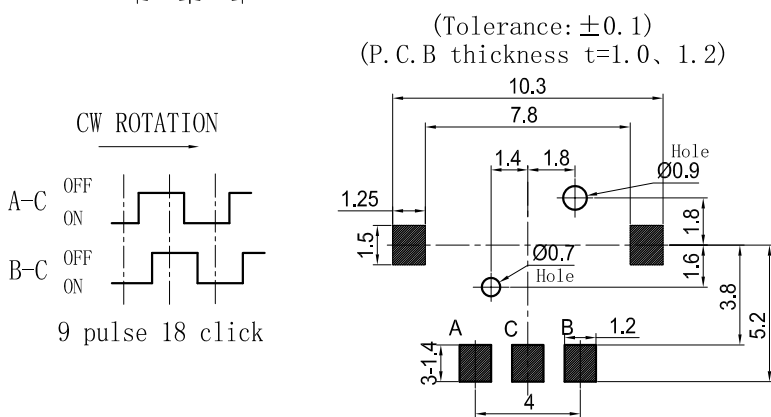 (Tolerance: ±0.1)
(P.C.B thickness t=1.0、1.2)
CW ROTATION
A-C
OFF
ON
B-C
OFF
ON
9 pulse 18 click
10.3
7.8
1.4
1.8
Hole
Ø0.9
1.25
1.5
1.8
Ø0.7
Hole
1.6
3.8
5.2
A
C
B
1.2
3-1.4
4